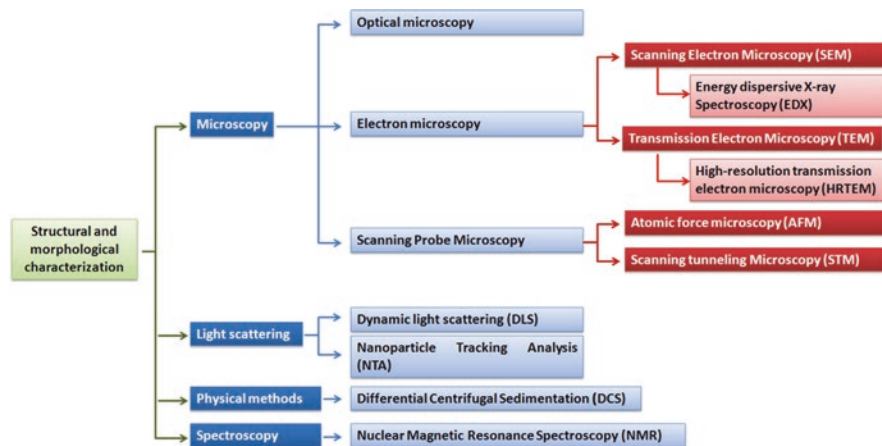 Structural and
morphological
characterization
Microscopy
Optical microscopy
Electron microscopy
Scanning Electron Microscopy (SEM)
Energy dispersive X-ray
Spectroscopy (EDX)
Transmission Electron Microscopy (TEM)
High-resolution transmission
electron microscopy (HRTEM)
Scanning Probe Microscopy
Atomic force microscopy (AFM)
Scanning tunneling Microscopy (STM)
Light scattering
Dynamic light scattering (DLS)
Nanoparticle Tracking Analysis
(NTA)
Physical methods
Differential Centrifugal Sedimentation (DCS)
Spectroscopy
Nuclear Magnetic Resonance Spectroscopy (NMR)